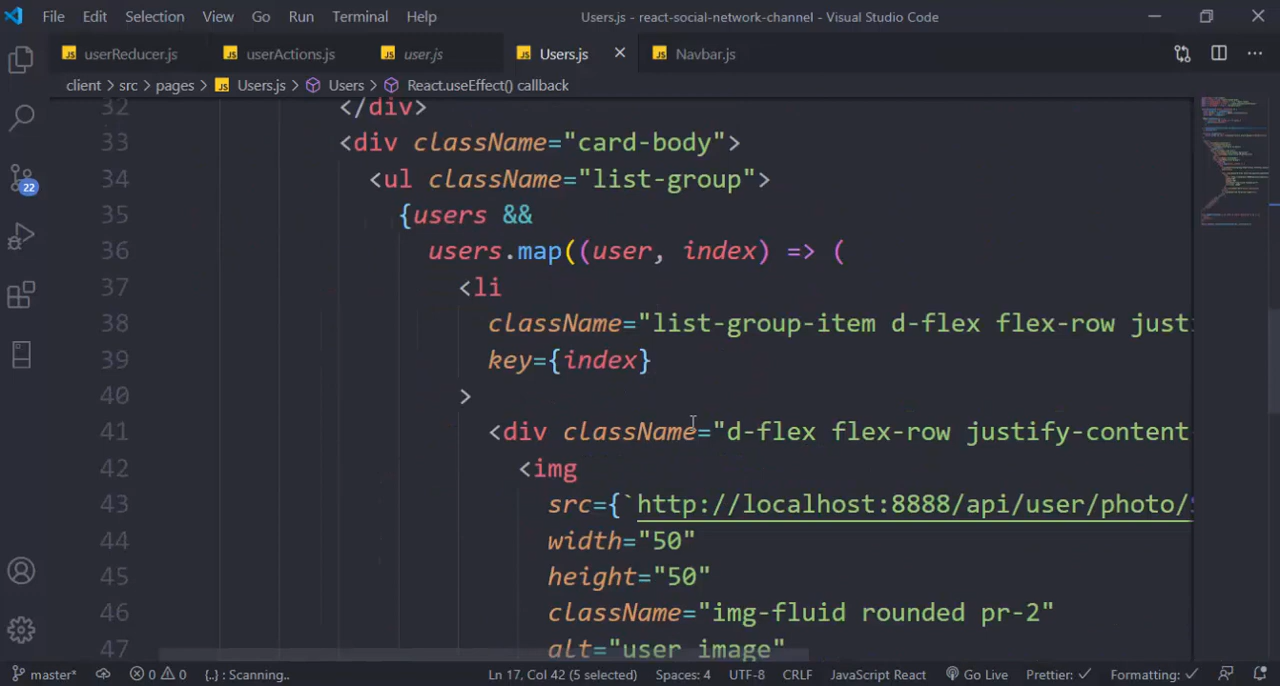 File Edit Selection View Go Run Terminal Help Users.js - react-social-network-channel - Visual Studio Code
JS userReducer.js JS userActions.js JS user.js JS Users.js JS Navbar.js
client > src > pages > JS Users.js > Users > React.useEffect() callback
32 </div>
33 <div className="card-body">
34 <ul className="list-group">
35 {users &&
36 users.map((user, index) => (
37 <li
38 className="list-group-item d-flex flex-row justi
39 key={index}
40 >
41 <div className="d-flex flex-row justify-content
42 <img
43 src={`http://localhost:8888/api/user/photo/
44 width="50"
45 height="50"
46 className="img-fluid rounded pr-2"
47 alt="user image"
22
master* 0 0 {..} : Scanning.. Ln 17, Col 42 (5 selected) Spaces: 4 UTF-8 CRLF JavaScript React Go Live Prettier: ✓ Formatting: ✓